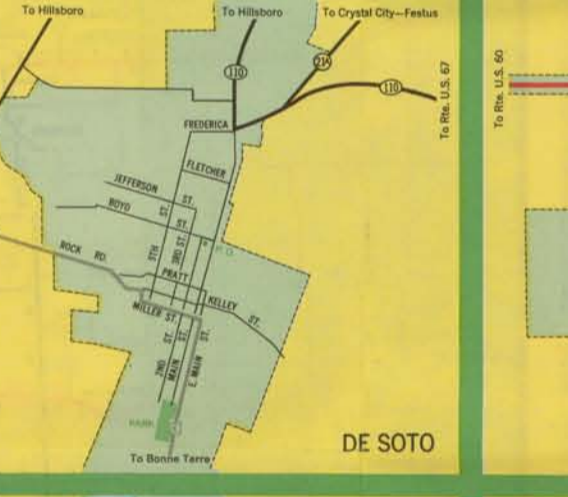 To Hillsboro
To Hillsboro
To Crystal City—Festus
21A
110
110
To Rte. U.S. 67
To Rte. U.S. 60
FREDERICA
FLETCHER
JEFFERSON ST.
BOYD ST.
5TH ST.
3RD ST.
P.O.
ROCK RD.
PRATT
KELLEY ST.
MILLER ST.
2ND ST.
MAIN ST.
E. MAIN ST.
PARK
DE SOTO
To Bonne Terre